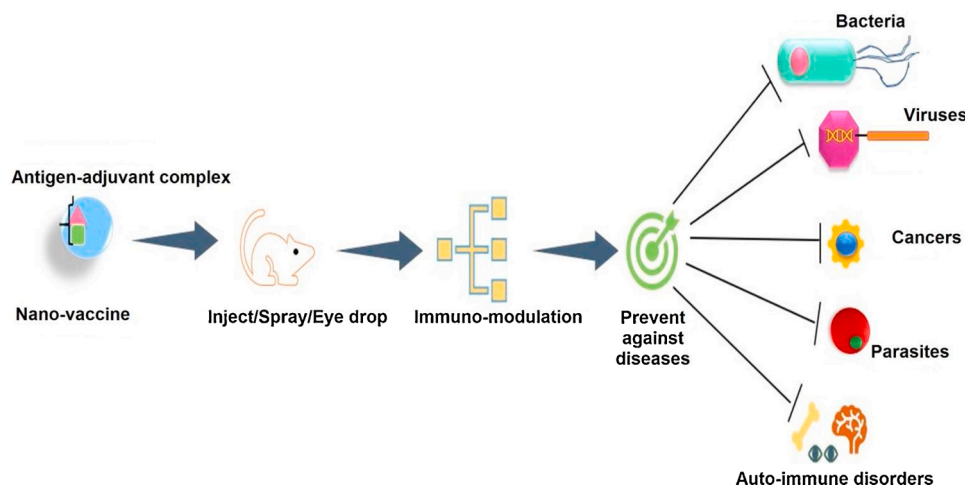 Bacteria
Viruses
Antigen-adjuvant complex
Cancers
Nano-vaccine
Inject/Spray/Eye drop
Immuno-modulation
Prevent
against
diseases
Parasites
Auto-immune disorders